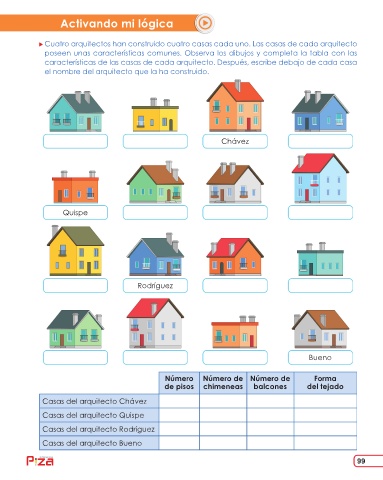 Activando mi lógica
Cuatro arquitectos han construido cuatro casas cada uno. Las casas de cada arquitecto
poseen unas características comunes. Observa los dibujos y completa la tabla con las
características de las casas de cada arquitecto. Después, escribe debajo de cada casa
el nombre del arquitecto que la ha construido.
Chávez
Quispe
Rodríguez
Bueno
Número de pisos Número de chimeneas Número de balcones Forma del tejado
Casas del arquitecto Chávez
Casas del arquitecto Quispe
Casas del arquitecto Rodríguez
Casas del arquitecto Bueno
99